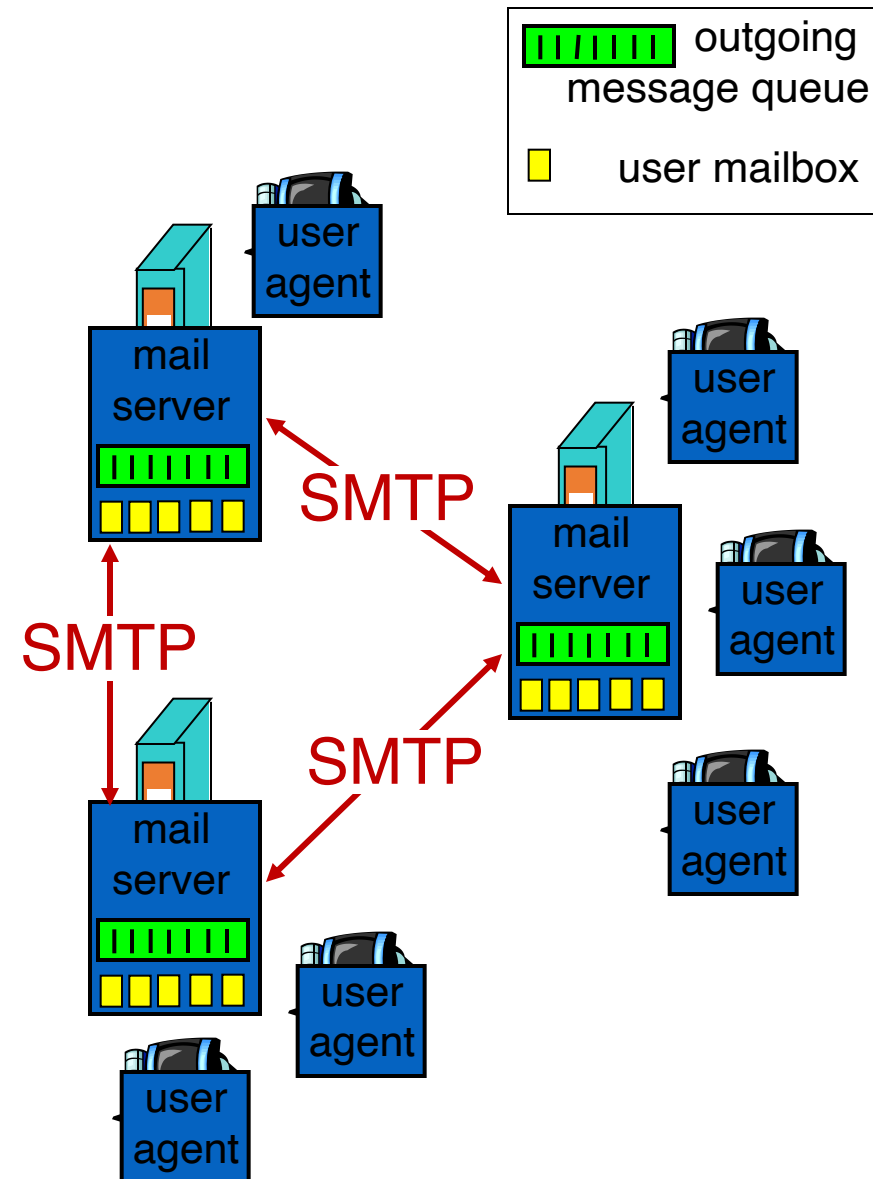 outgoing
message queue
user mailbox
user
agent
mail
server
SMTP
user
agent
mail
server
user
agent
SMTP
SMTP
user
agent
mail
server
user
agent
user
agent